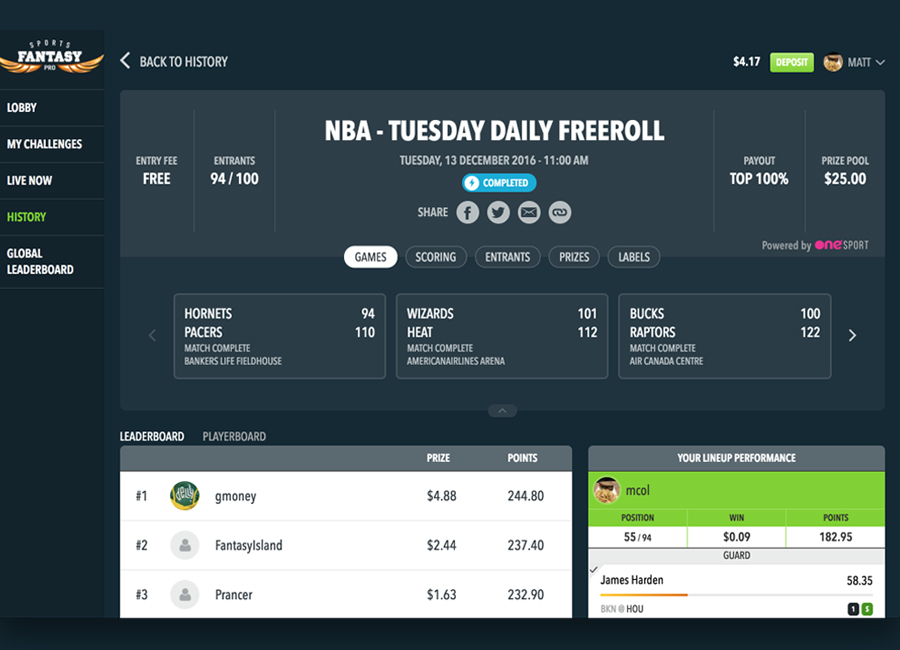 SPORTS
FANTASY
PRO
BACK TO HISTORY
$4.17
DEPOSIT
MATT
LOBBY
MY CHALLENGES
LIVE NOW
HISTORY
GLOBAL
LEADERBOARD
ENTRY FEE
FREE
ENTRANTS
94 / 100
NBA - TUESDAY DAILY FREEROLL
TUESDAY, 13 DECEMBER 2016 - 11:00 AM
COMPLETED
SHARE
PAYOUT
TOP 100%
PRIZE POOL
$25.00
Powered by ONE SPORT
GAMES
SCORING
ENTRANTS
PRIZES
LABELS
HORNETS 94
PACERS 110
MATCH COMPLETE
BANKERS LIFE FIELDHOUSE
WIZARDS 101
HEAT 112
MATCH COMPLETE
AMERICANAIRLINES ARENA
BUCKS 100
RAPTORS 122
MATCH COMPLETE
AIR CANADA CENTRE
LEADERBOARD PLAYERBOARD
PRIZE POINTS
#1 gmoney $4.88 244.80
#2 FantasyIsland $2.44 237.40
#3 Prancer $1.63 232.90
YOUR LINEUP PERFORMANCE
mcol
POSITION WIN POINTS
55 / 94 $0.09 182.95
GUARD
James Harden 58.35
BKN @ HOU 1 S